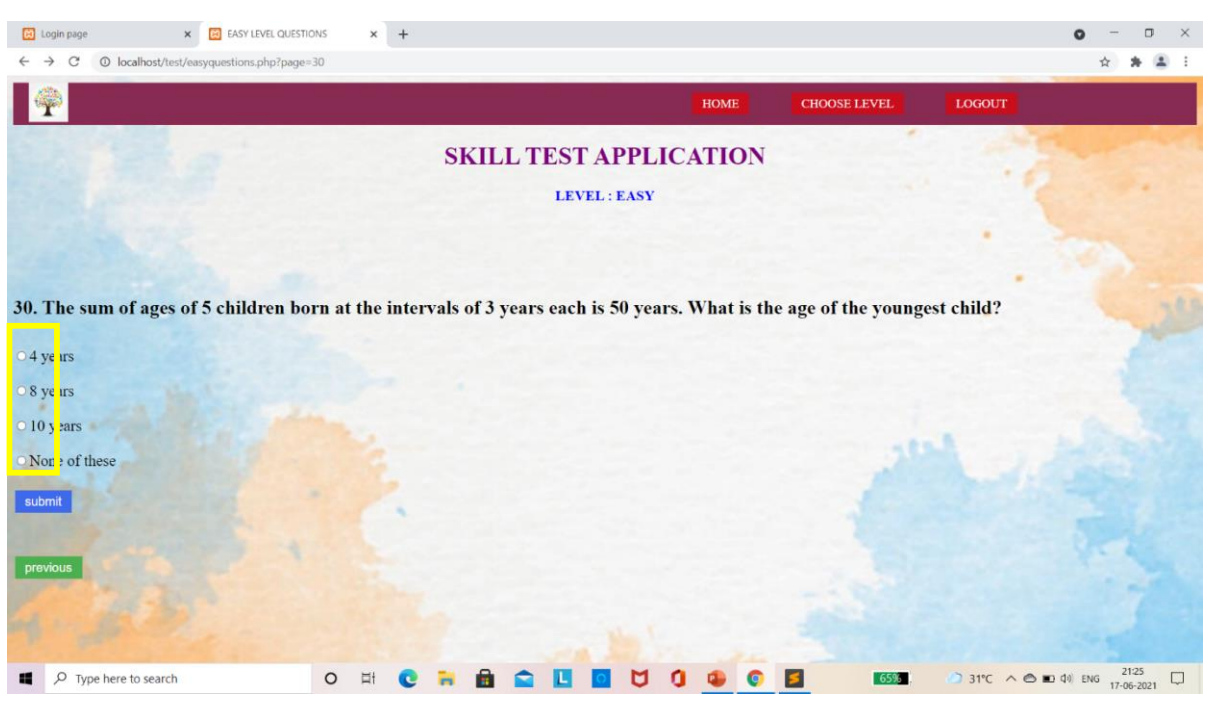 Login page
EASY LEVEL QUESTIONS
localhost/test/easyquestions.php?page=30
HOME CHOOSE LEVEL LOGOUT
SKILL TEST APPLICATION
LEVEL : EASY
30. The sum of ages of 5 children born at the intervals of 3 years each is 50 years. What is the age of the youngest child?
4 years
8 years
10 years
None of these
submit
previous
Type here to search
65%
31°C
ENG
21:25
17-06-2021